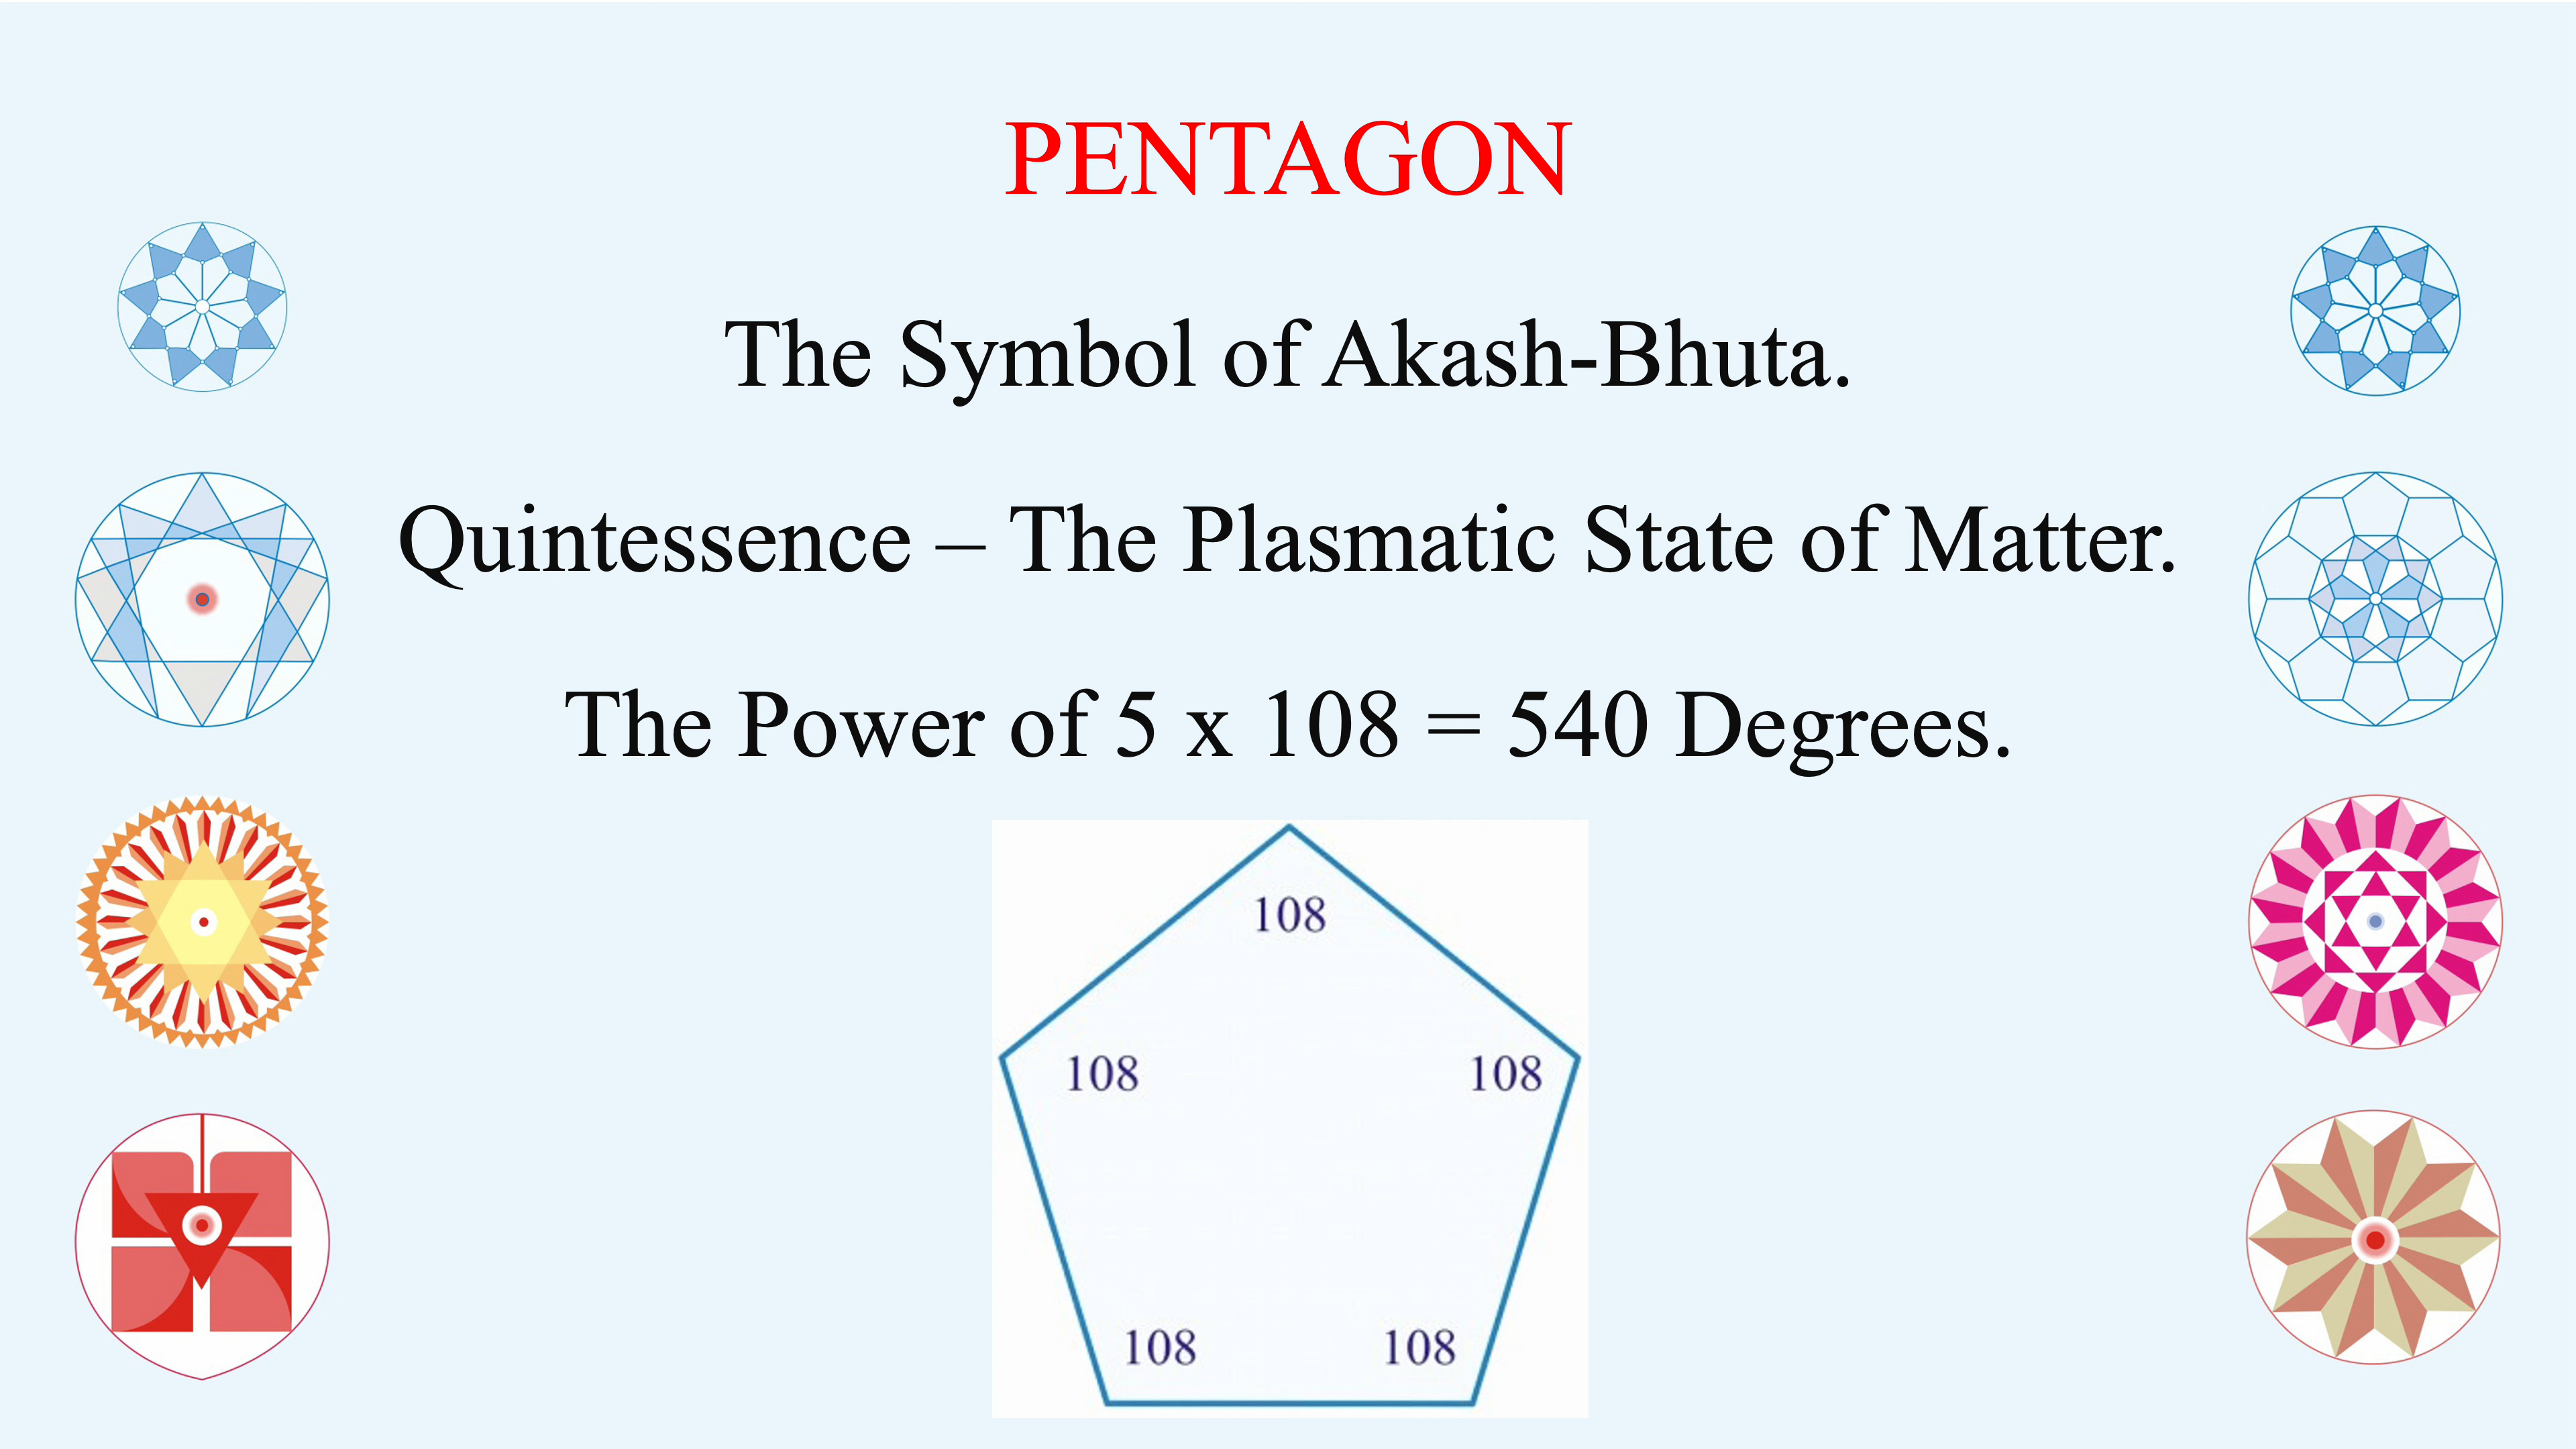 PENTAGON
The Symbol of Akash-Bhuta.
Quintessence – The Plasmatic State of Matter.
The Power of 5 x 108 = 540 Degrees.
108
108 108
108 108